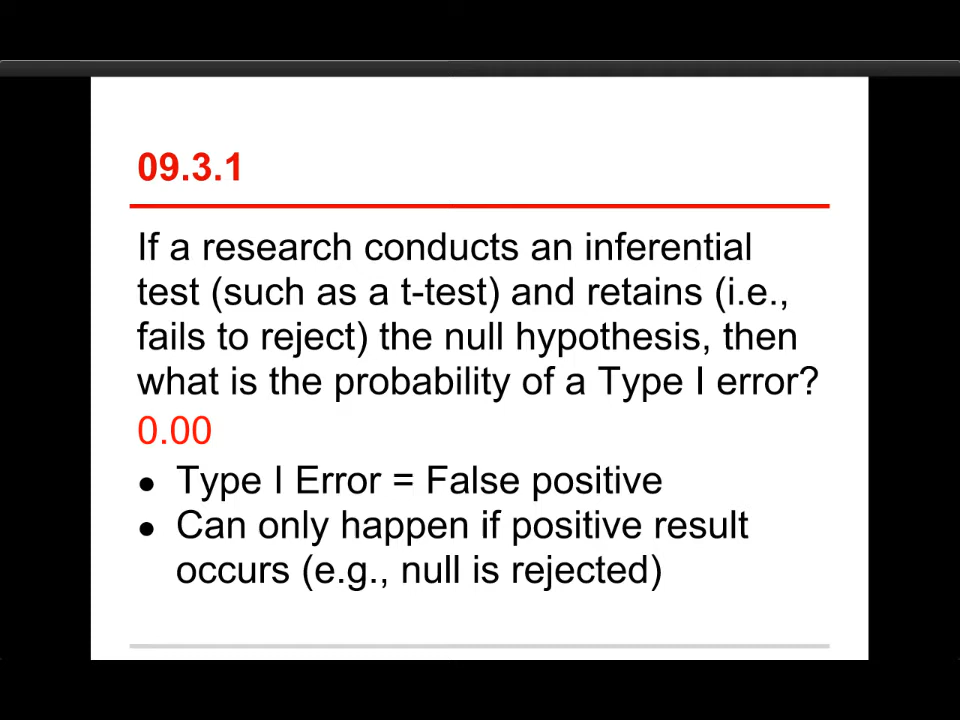 09.3.1
If a research conducts an inferential
test (such as a t-test) and retains (i.e.,
fails to reject) the null hypothesis, then
what is the probability of a Type I error?
0.00
● Type I Error = False positive
● Can only happen if positive result
occurs (e.g., null is rejected)